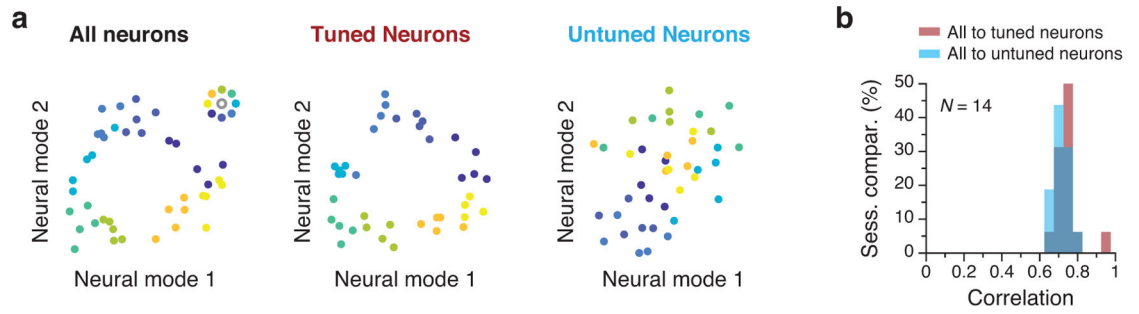 a
All neurons
Tuned Neurons
Untuned Neurons
Neural mode 2
Neural mode 1
Neural mode 2
Neural mode 1
Neural mode 2
Neural mode 1
b
All to tuned neurons
All to untuned neurons
Sess. compar. (%)
50
40
30
20
10
0
N = 14
0 0.2 0.4 0.6 0.8 1
Correlation